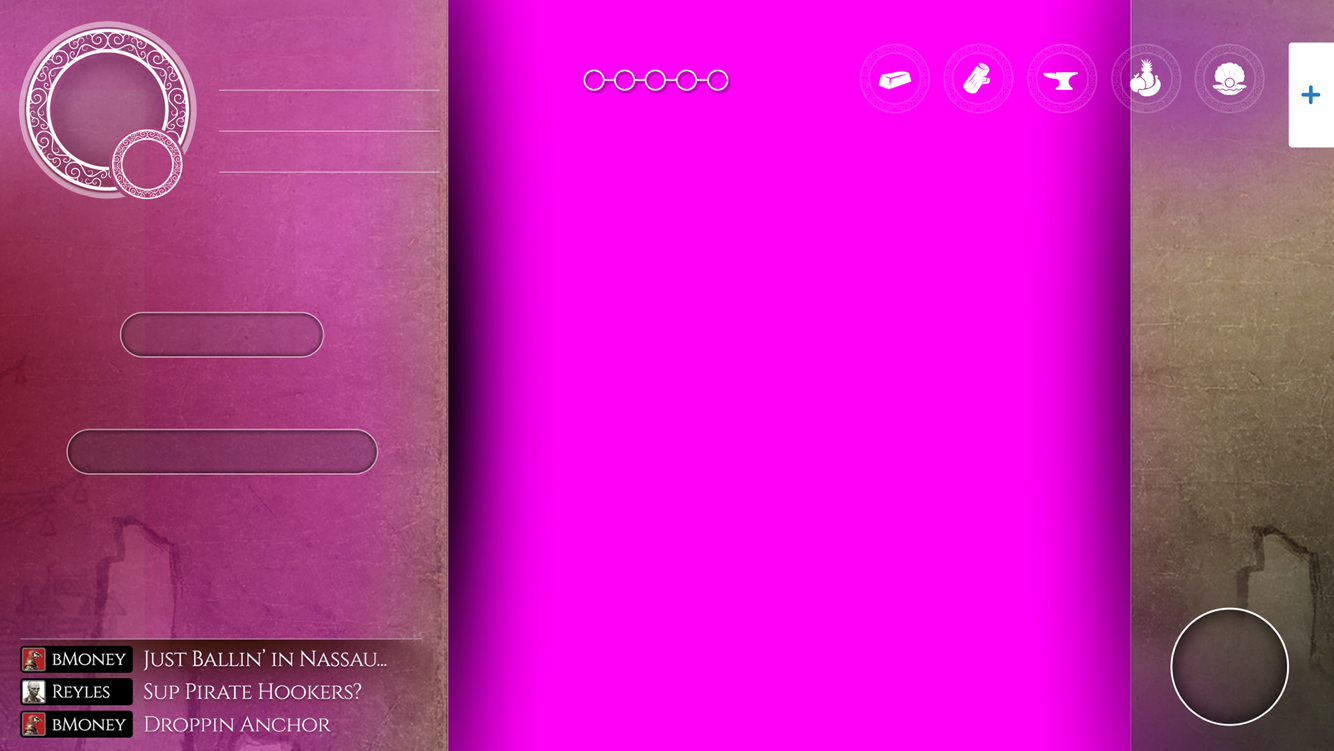 bMoney Just Ballin' in Nassau...
Reyles Sup Pirate Hookers?
bMoney Droppin Anchor